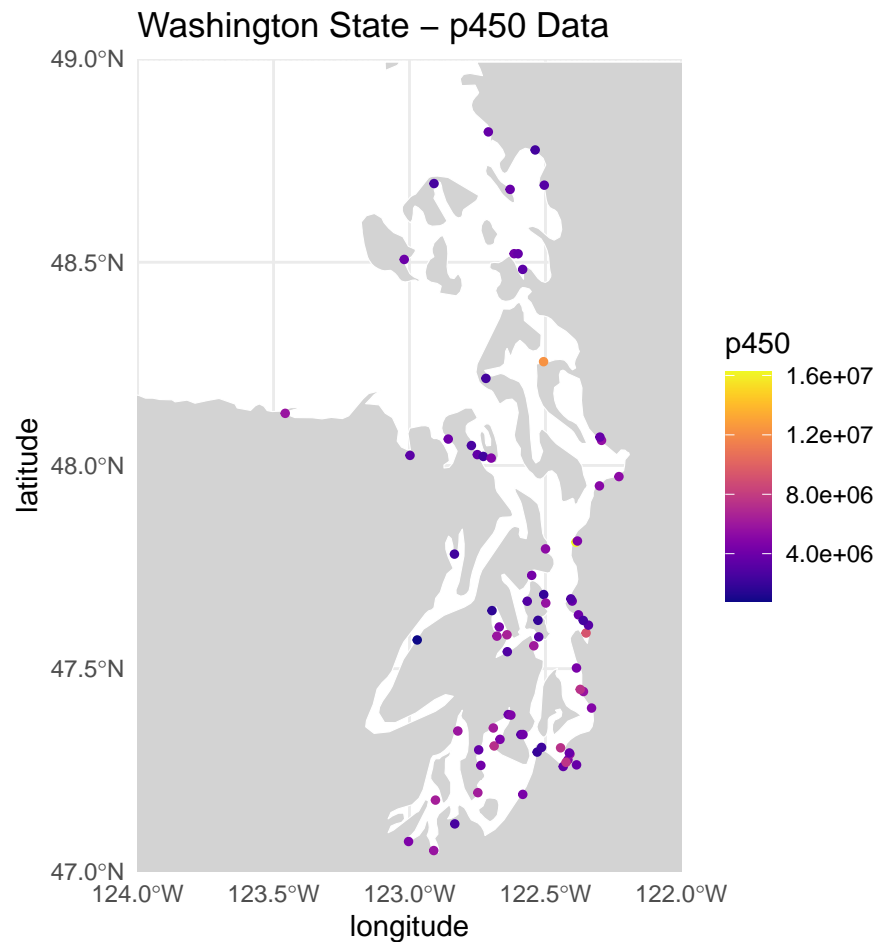 Washington State – p450 Data
49.0°N
48.5°N
48.0°N
47.5°N
47.0°N
latitude
124.0°W 123.5°W 123.0°W 122.5°W 122.0°W
longitude
p450
1.6e+07
1.2e+07
8.0e+06
4.0e+06